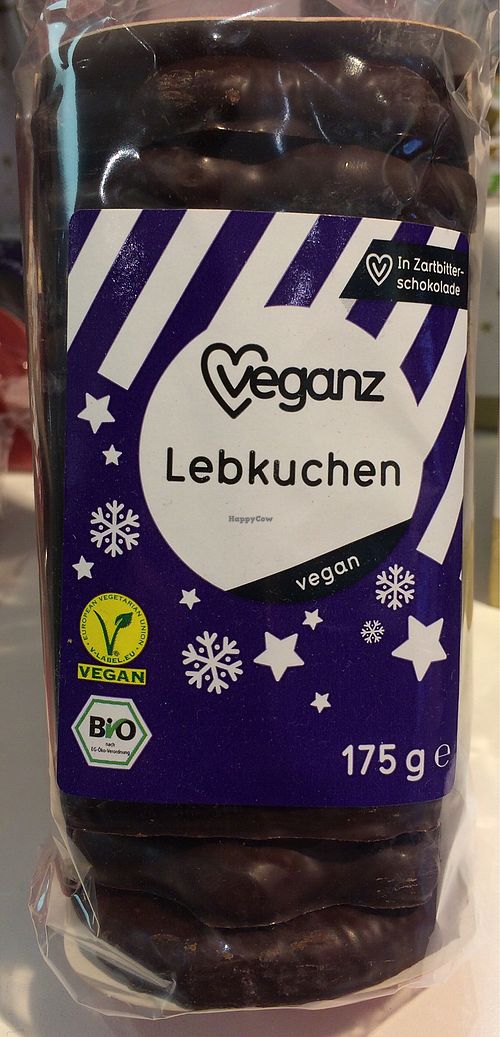 In Zartbitter-
schokolade
veganz
Lebkuchen
HappyCow
vegan
EUROPEAN VEGETARIAN UNION
V-LABEL.EU
VEGAN
BiO
nach
EG-Öko-Verordnung
175 g e